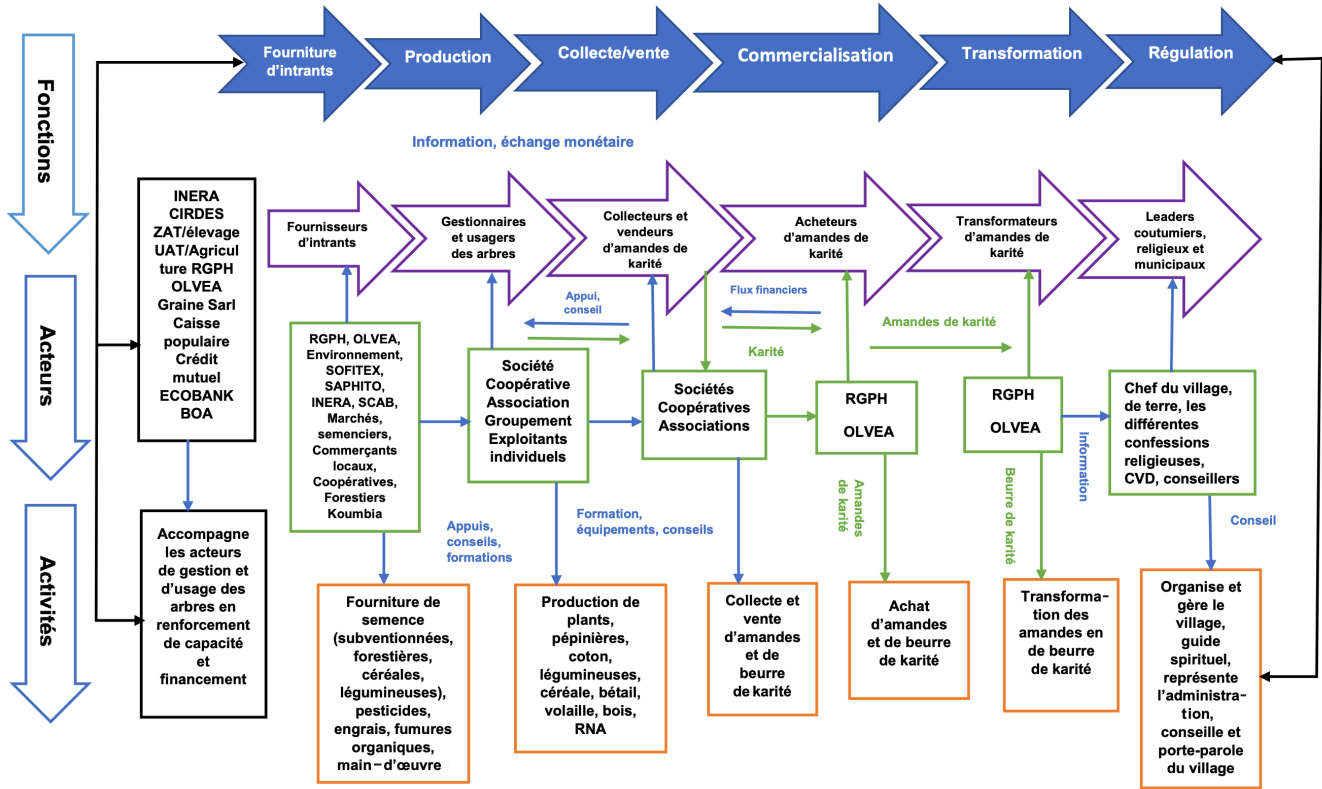 Fourniture
d'intrants
Production
Collecte/vente
Commercialisation
Transformation
Régulation
Fonctions
Information, échange monétaire
Fournisseurs
d'intrants
Gestionnaires
et usagers
des arbres
Collecteurs et
vendeurs
d'amandes de
karité
Acheteurs
d'amandes de
karité
Transformateurs
d'amandes de
karité
Leaders
coutumiers,
religieux et
municipaux
Acteurs
INERA
CIRDES
ZAT/élevage
UAT/Agricul
ture RGPH
OLVEA
Graine Sarl
Caisse
populaire
Crédit
mutuel
ECOBANK
BOA
RGPH, OLVEA,
Environnement,
SOFITEX,
SAPHITO,
INERA, SCAB,
Marchés,
semenciers,
Commerçants
locaux,
Coopératives,
Forestiers
Koumbia
Appui,
conseil
Société
Coopérative
Association
Groupement
Exploitants
individuels
Flux financiers
Karité
Sociétés
Coopératives
Associations
Amandes de karité
RGPH
OLVEA
RGPH
OLVEA
Information
Chef du village,
de terre, les
différentes
confessions
religieuses,
CVD, conseillers
Activités
Accompagne
les acteurs
de gestion et
d'usage des
arbres en
renforcement
de capacité
et
financement
Appuis,
conseils,
formations
Formation,
équipements, conseils
Amandes
de karité
Beurre de karité
Conseil
Fourniture de
semence
(subventionnées,
forestières,
céréales,
légumineuses),
pesticides,
engrais, fumures
organiques,
main–d'œuvre
Production de
plants,
pépinières,
coton,
légumineuses,
céréale, bétail,
volaille, bois,
RNA
Collecte et
vente
d'amandes
et de
beurre
de karité
Achat
d'amandes
et de beurre
de karité
Transforma–
tion des
amandes en
de beurre
de karité
Organise et
gère le
village,
guide
spirituel,
représente
l'administra–
tion,
conseille et
porte-parole
du village